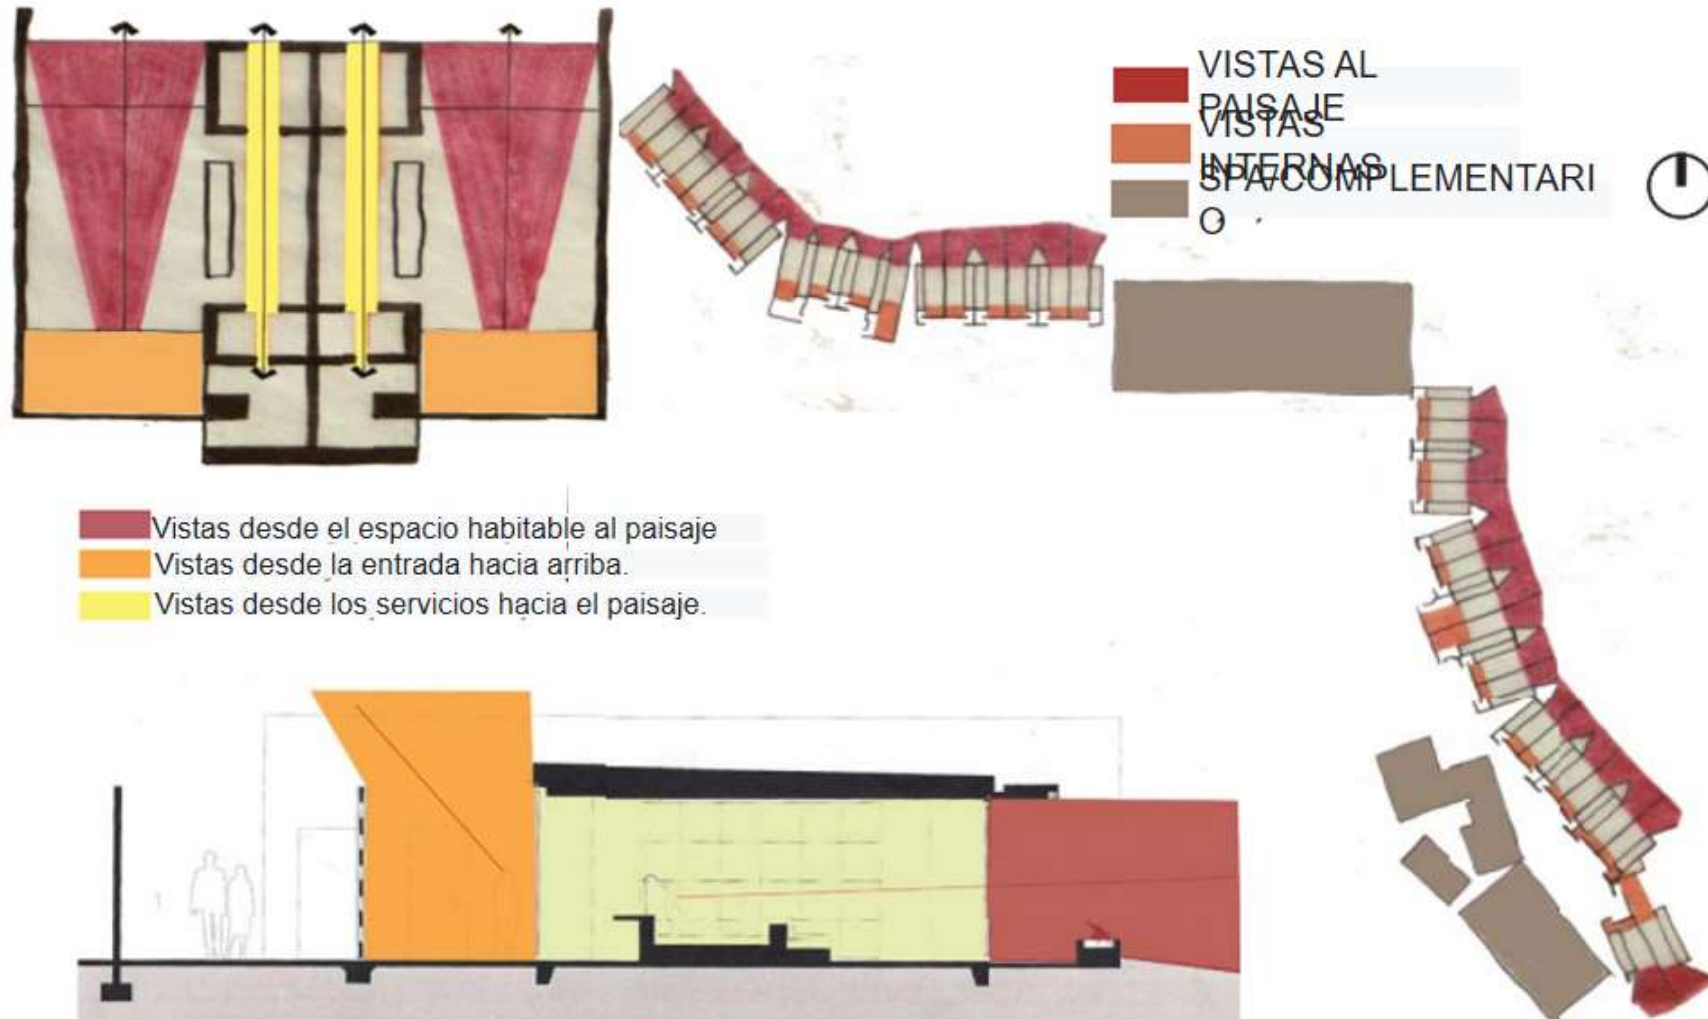 VISTAS AL
PAISAJE
VISTAS
INTERNAS
SPA/COMPLEMENTARI
O
Vistas desde el espacio habitable al paisaje
Vistas desde la entrada hacia arriba.
Vistas desde los servicios hacia el paisaje.